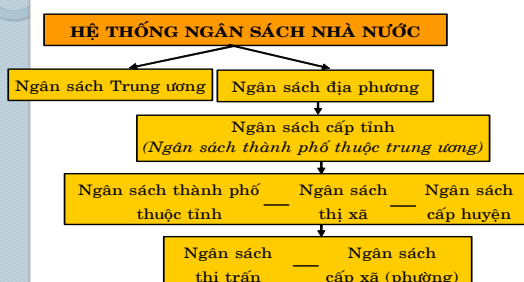 HỆ THỐNG NGÂN SÁCH NHÀ NƯỚC
Ngân sách Trung ương
Ngân sách địa phương
Ngân sách cấp tỉnh
(Ngân sách thành phố thuộc trung ương)
Ngân sách thành phố
thuộc tỉnh
Ngân sách
thị xã
Ngân sách
cấp huyện
Ngân sách
thị trấn
Ngân sách
cấp xã (phường)